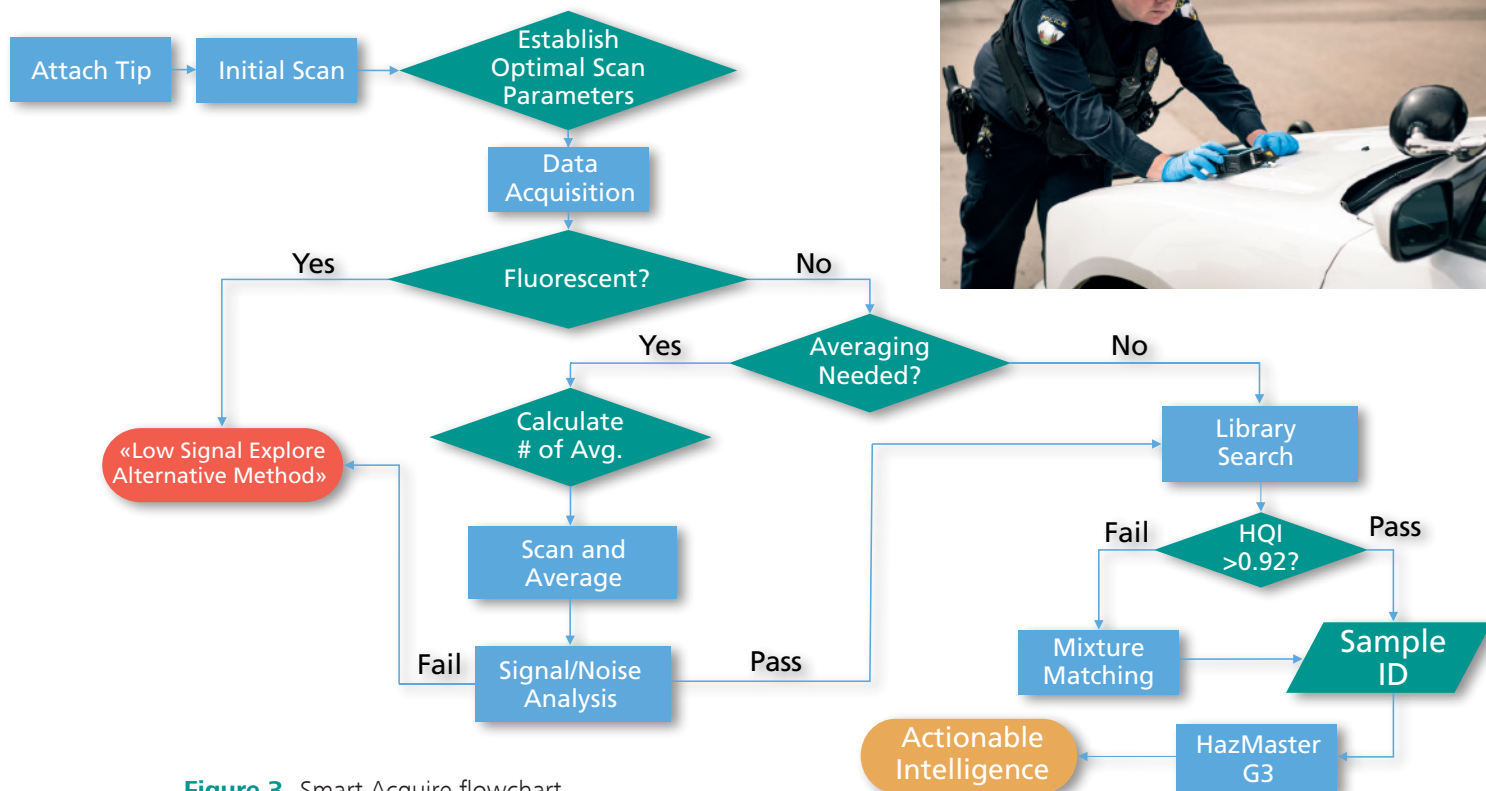 Attach Tip
Initial Scan
Establish
Optimal Scan
Parameters
Data
Acquisition
Yes
Fluorescent?
No
Yes
Averaging
Needed?
No
Calculate
# of Avg.
Library
Search
«Low Signal Explore
Alternative Method»
Scan and
Average
Fail
HQI
>0.92?
Pass
Fail
Signal/Noise
Analysis
Pass
Mixture
Matching
Sample
ID
Actionable
Intelligence
HazMaster
G3
Figure 3. Smart Acquire flowchart
POLICE